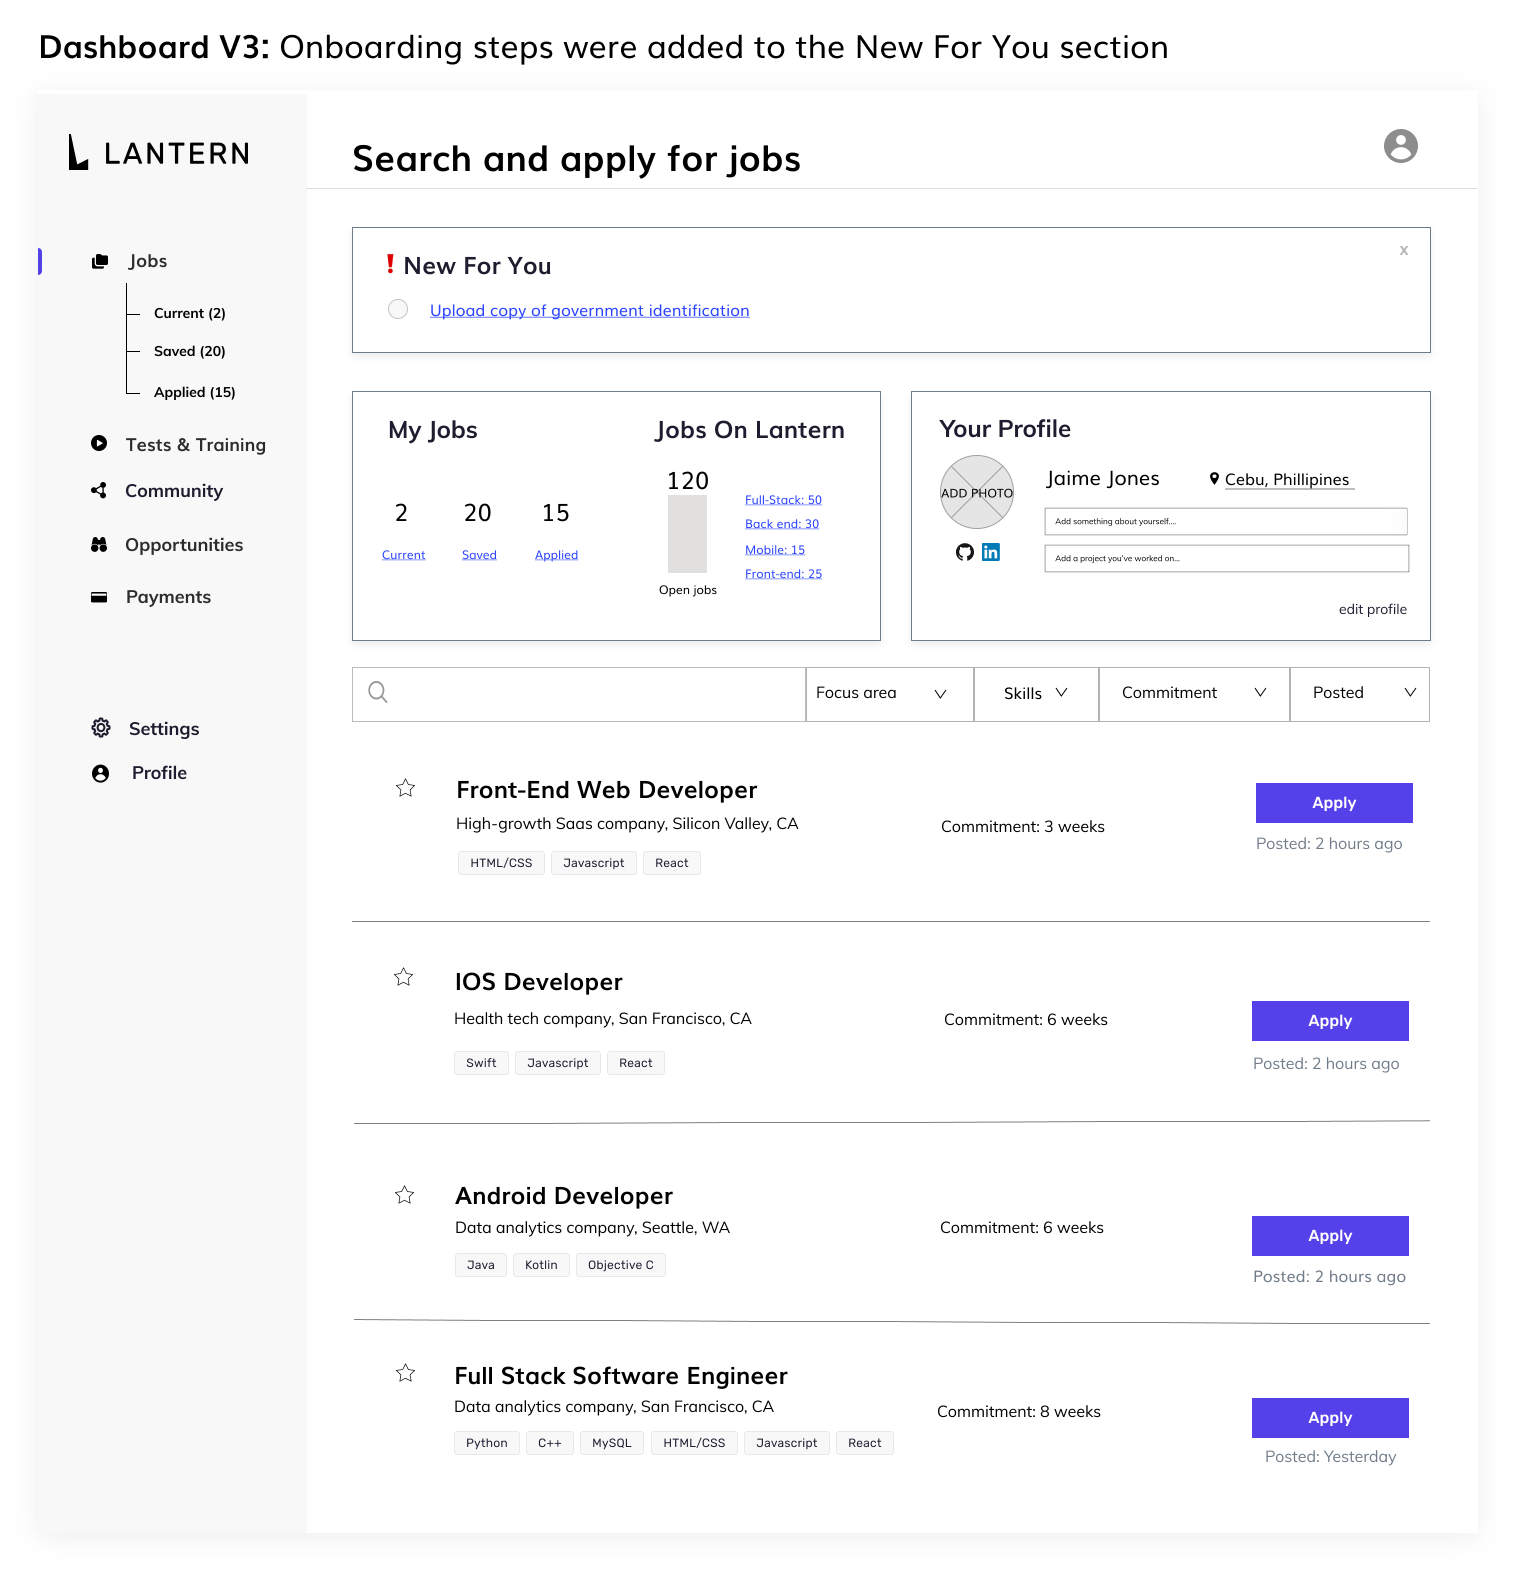 Dashboard V3: Onboarding steps were added to the New For You section
LANTERN
Jobs
Current (2)
Saved (20)
Applied (15)
Tests & Training
Community
Opportunities
Payments
Settings
Profile
Search and apply for jobs
! New For You
x
Upload copy of government identification
My Jobs
2 20 15
Current Saved Applied
Jobs On Lantern
120
Open jobs
Full-Stack: 50
Back end: 30
Mobile: 15
Front-end: 25
Your Profile
ADD PHOTO
Jaime Jones
Cebu, Phillipines
in
Add something about yourself....
Add a project you've worked on...
edit profile
Focus area Skills Commitment Posted
Front-End Web Developer
High-growth Saas company, Silicon Valley, CA
HTML/CSS Javascript React
Commitment: 3 weeks
Apply
Posted: 2 hours ago
IOS Developer
Health tech company, San Francisco, CA
Swift Javascript React
Commitment: 6 weeks
Apply
Posted: 2 hours ago
Android Developer
Data analytics company, Seattle, WA
Java Kotlin Objective C
Commitment: 6 weeks
Apply
Posted: 2 hours ago
Full Stack Software Engineer
Data analytics company, San Francisco, CA
Python C++ MySQL HTML/CSS Javascript React
Commitment: 8 weeks
Apply
Posted: Yesterday